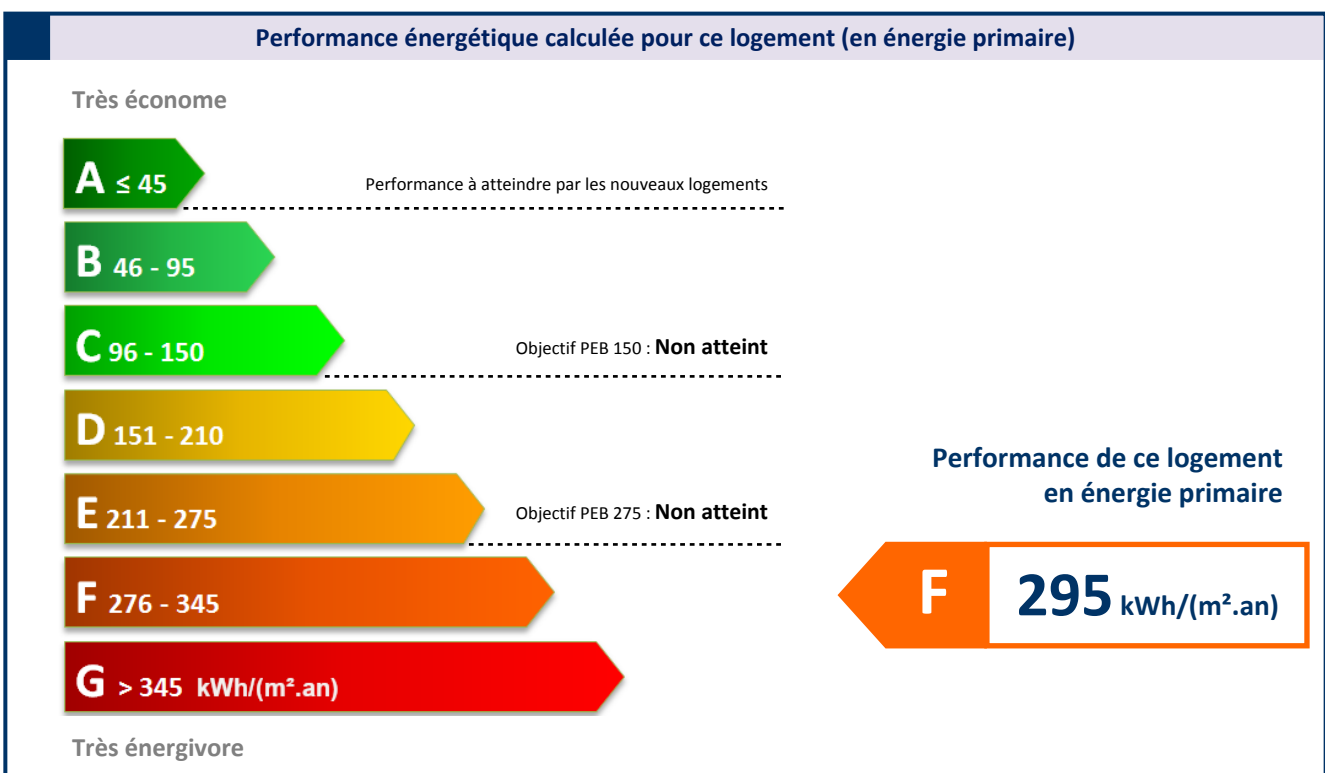 Performance énergétique calculée pour ce logement (en énergie primaire)
Très économe
A ≤ 45
Performance à atteindre par les nouveaux logements
B 46 - 95
C 96 - 150
Objectif PEB 150 : Non atteint
D 151 - 210
Performance de ce logement
en énergie primaire
E 211 - 275
Objectif PEB 275 : Non atteint
F 276 - 345
F 295 kWh/(m².an)
G > 345 kWh/(m².an)
Très énergivore